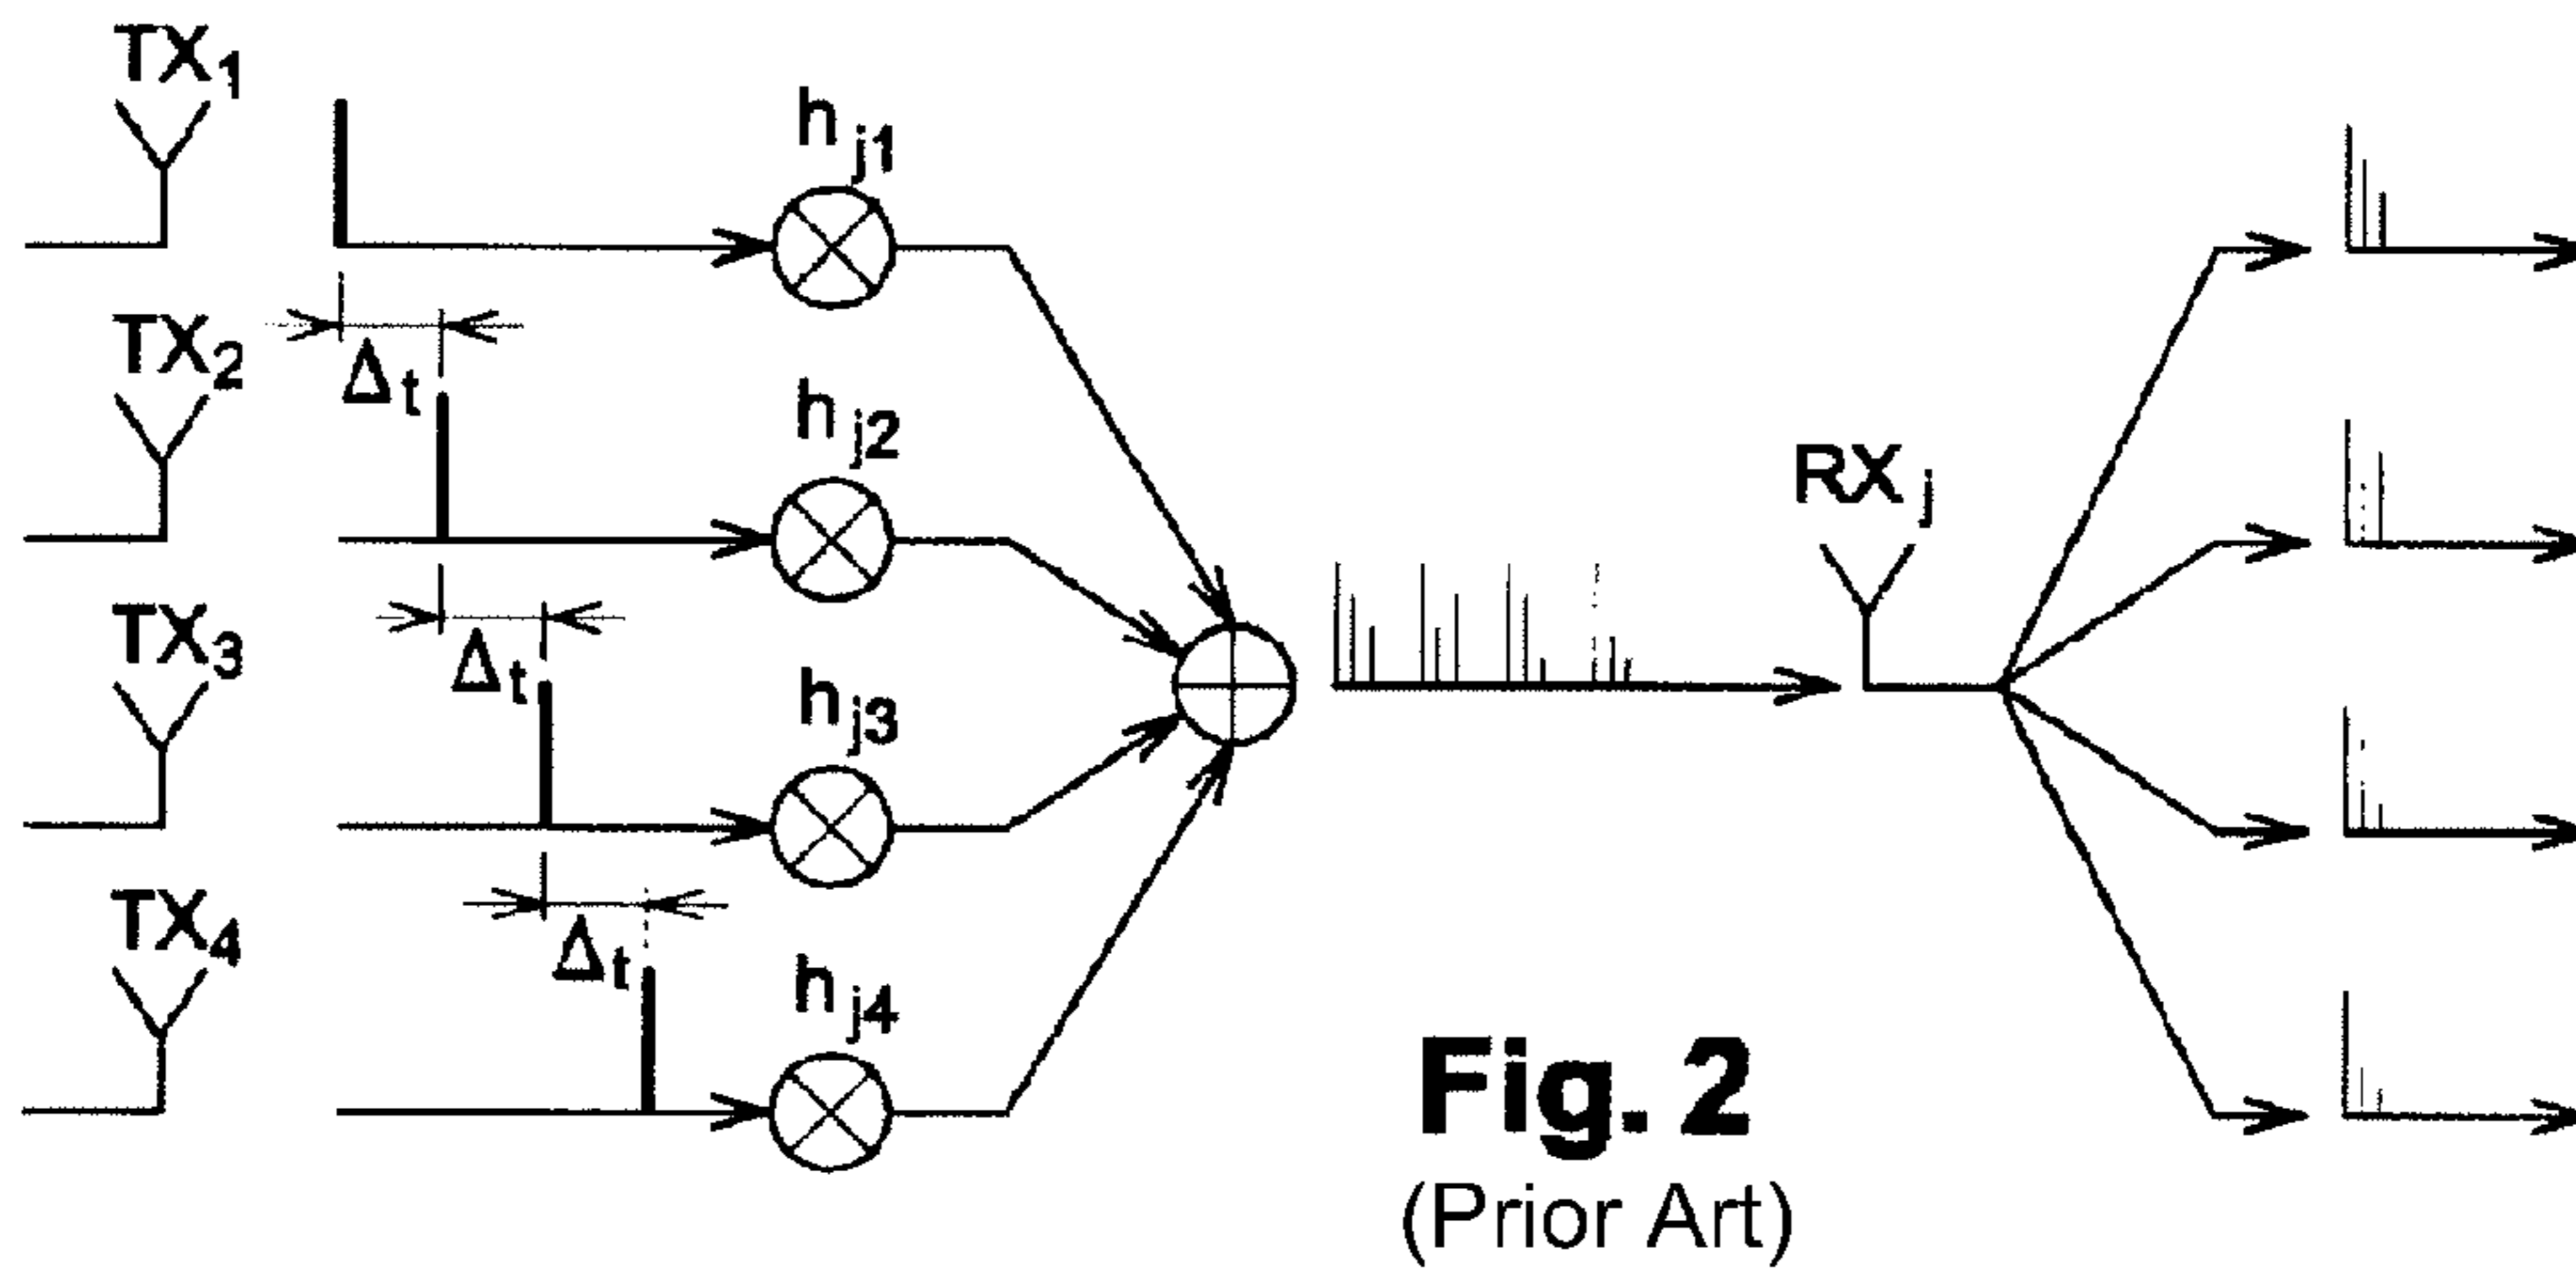 TX1
hj1
Δt
TX2
hj2
RXj
Δt
TX3
hj3
Δt
TX4
hj4
Fig. 2
(Prior Art)